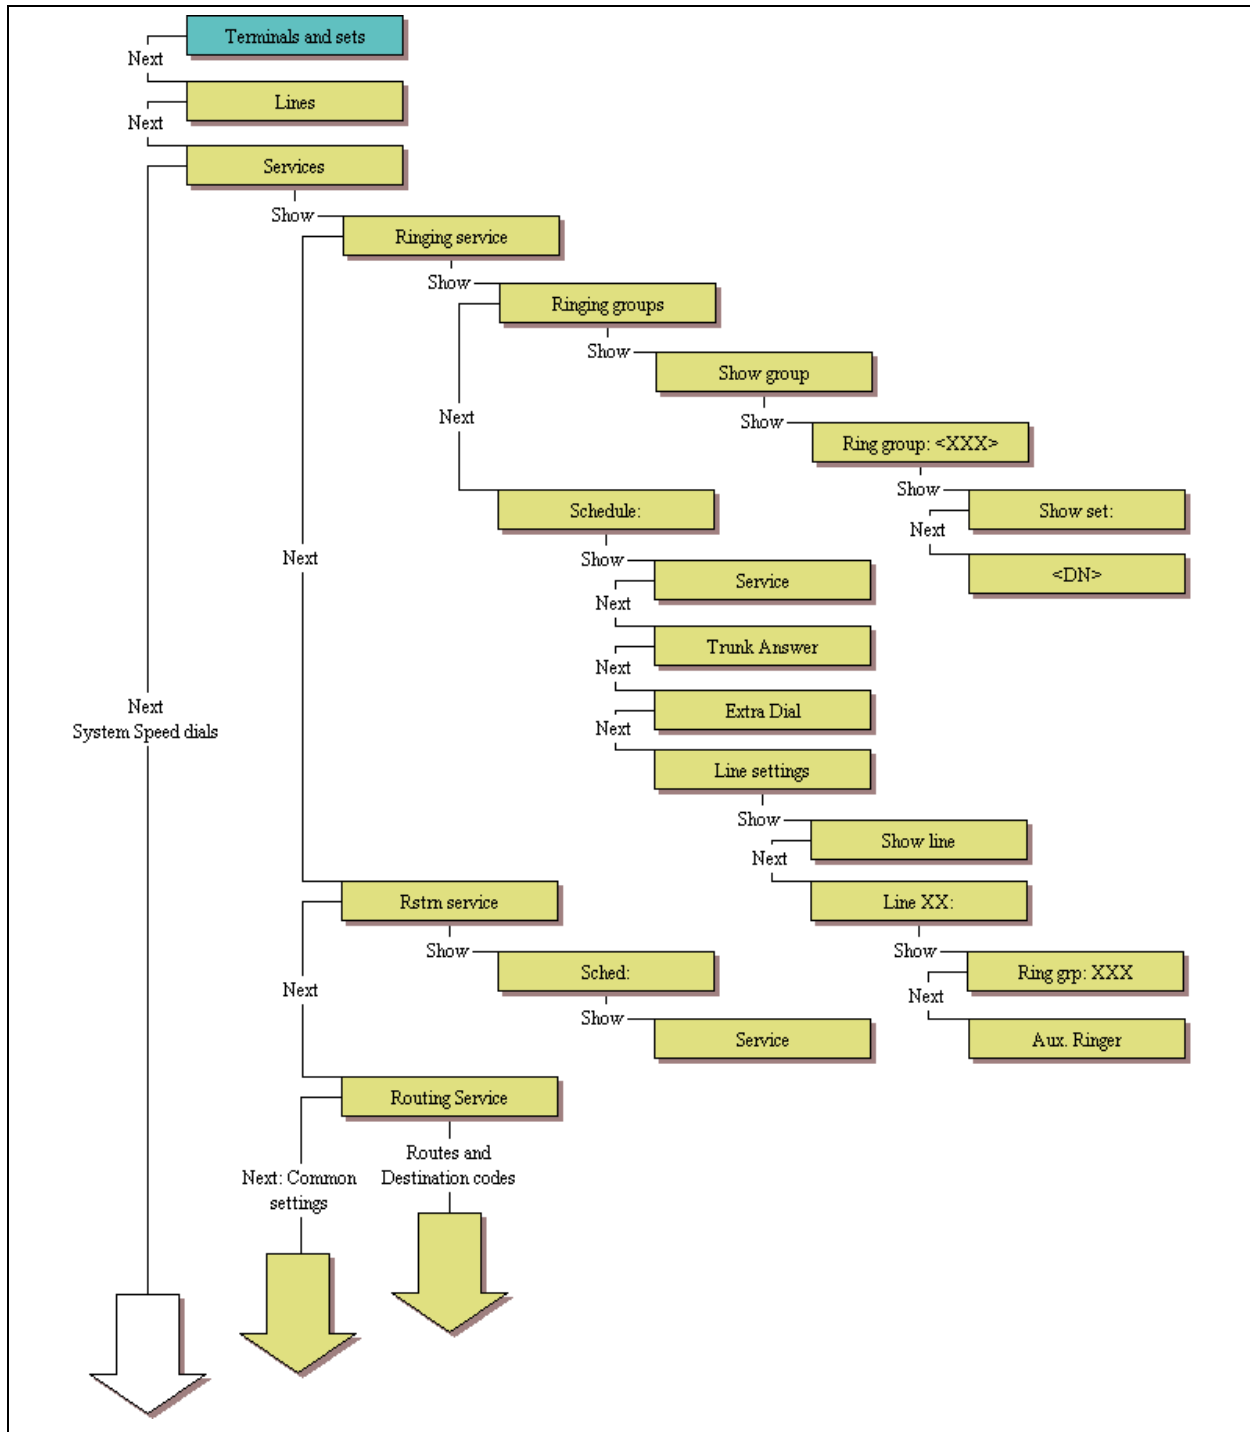 Terminals and sets
Next
Lines
Next
Services
Show
Ringing service
Show
Ringing groups
Show
Show group
Next
Show
Ring group: <XXX>
Show
Schedule:
Show set:
Next
Next
Show
<DN>
Service
Next
Trunk Answer
Next
Next
System Speed dials
Extra Dial
Next
Line settings
Show
Show line
Next
Rstrn service
Line XX:
Show
Show
Sched:
Ring grp: XXX
Next
Next
Show
Service
Aux. Ringer
Routing Service
Routes and
Destination codes
Next: Common
settings